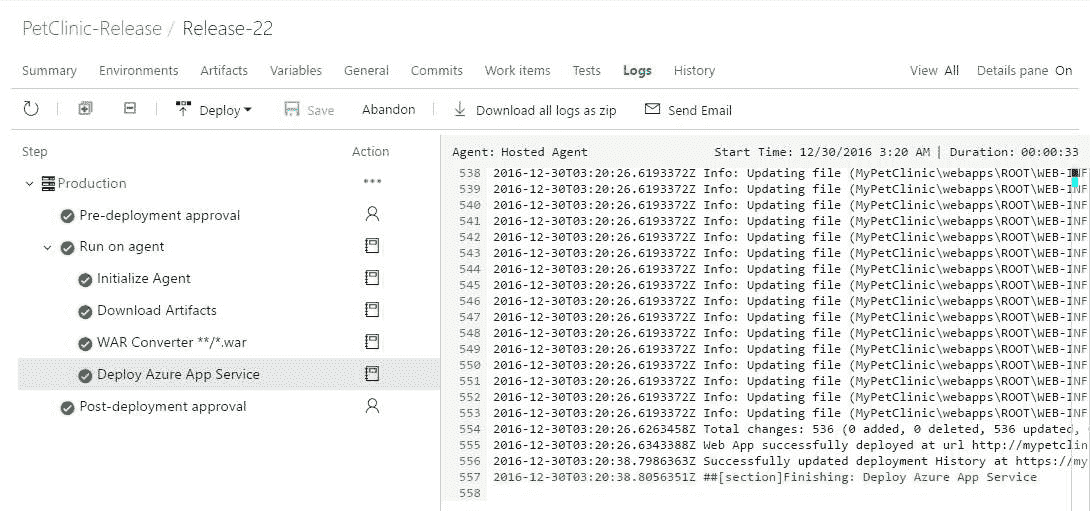 PetClinic-Release / Release-22
Summary Environments Artifacts Variables General Commits Work items Tests Logs History View All Details pane On
Deploy Save Abandon Download all logs as zip Send Email
Step Action
Production ...
Pre-deployment approval
Run on agent
Initialize Agent
Download Artifacts
WAR Converter **/*.war
Deploy Azure App Service
Post-deployment approval
Agent: Hosted Agent Start Time: 12/30/2016 3:20 AM | Duration: 00:00:33
538 2016-12-30T03:20:26.6193372Z Info: Updating file (MyPetClinic\webapps\ROOT\WEB-INF
539 2016-12-30T03:20:26.6193372Z Info: Updating file (MyPetClinic\webapps\ROOT\WEB-INF
540 2016-12-30T03:20:26.6193372Z Info: Updating file (MyPetClinic\webapps\ROOT\WEB-INF
541 2016-12-30T03:20:26.6193372Z Info: Updating file (MyPetClinic\webapps\ROOT\WEB-INF
542 2016-12-30T03:20:26.6193372Z Info: Updating file (MyPetClinic\webapps\ROOT\WEB-INF
543 2016-12-30T03:20:26.6193372Z Info: Updating file (MyPetClinic\webapps\ROOT\WEB-INF
544 2016-12-30T03:20:26.6193372Z Info: Updating file (MyPetClinic\webapps\ROOT\WEB-INF
545 2016-12-30T03:20:26.6193372Z Info: Updating file (MyPetClinic\webapps\ROOT\WEB-INF
546 2016-12-30T03:20:26.6193372Z Info: Updating file (MyPetClinic\webapps\ROOT\WEB-INF
547 2016-12-30T03:20:26.6193372Z Info: Updating file (MyPetClinic\webapps\ROOT\WEB-INF
548 2016-12-30T03:20:26.6193372Z Info: Updating file (MyPetClinic\webapps\ROOT\WEB-INF
549 2016-12-30T03:20:26.6193372Z Info: Updating file (MyPetClinic\webapps\ROOT\WEB-INF
550 2016-12-30T03:20:26.6193372Z Info: Updating file (MyPetClinic\webapps\ROOT\WEB-INF
551 2016-12-30T03:20:26.6193372Z Info: Updating file (MyPetClinic\webapps\ROOT\WEB-INF
552 2016-12-30T03:20:26.6193372Z Info: Updating file (MyPetClinic\webapps\ROOT\WEB-INF
553 2016-12-30T03:20:26.6193372Z Info: Updating file (MyPetClinic\webapps\ROOT\WEB-INF
554 2016-12-30T03:20:26.6263458Z Total changes: 536 (0 added, 0 deleted, 536 updated,
555 2016-12-30T03:20:26.6343388Z Web App successfully deployed at url http://mypetclin
556 2016-12-30T03:20:38.7986363Z Successfully updated deployment History at https://my
557 2016-12-30T03:20:38.8056351Z ##[section]Finishing: Deploy Azure App Service
558